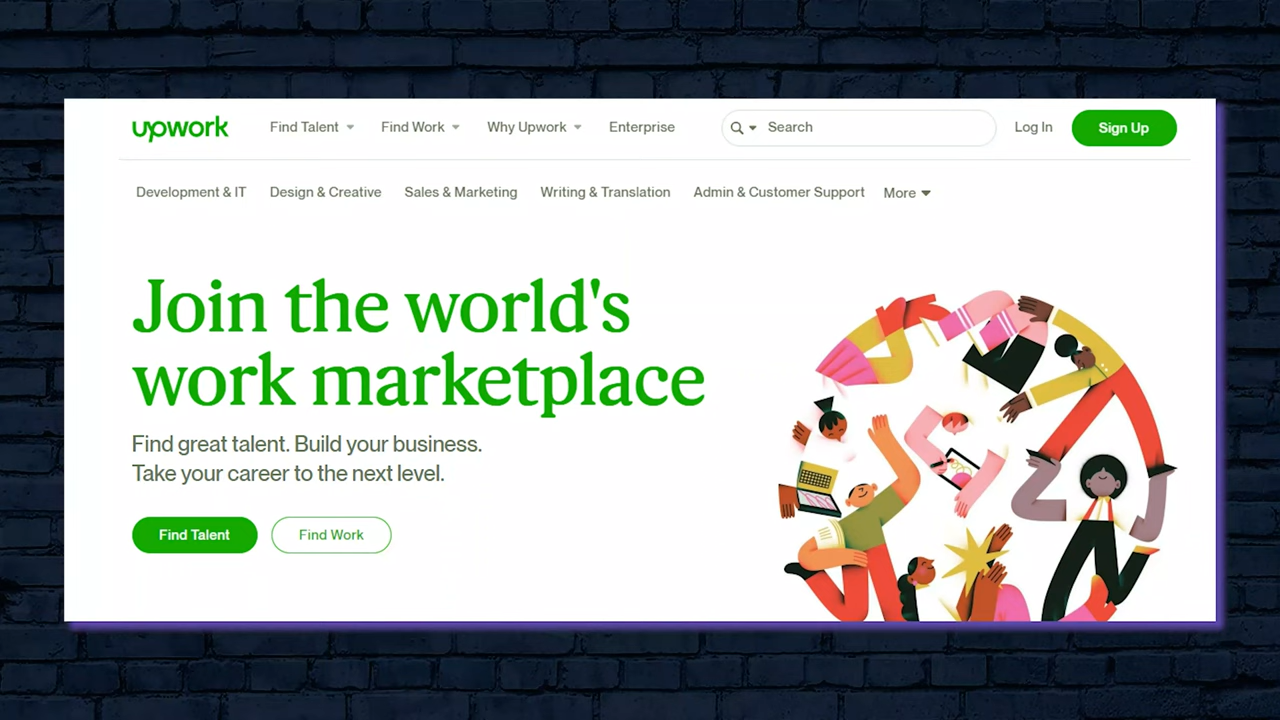 upwork Find Talent Find Work Why Upwork Enterprise Search Log In Sign Up
Development & IT Design & Creative Sales & Marketing Writing & Translation Admin & Customer Support More
Join the world's
work marketplace
Find great talent. Build your business.
Take your career to the next level.
Find Talent Find Work